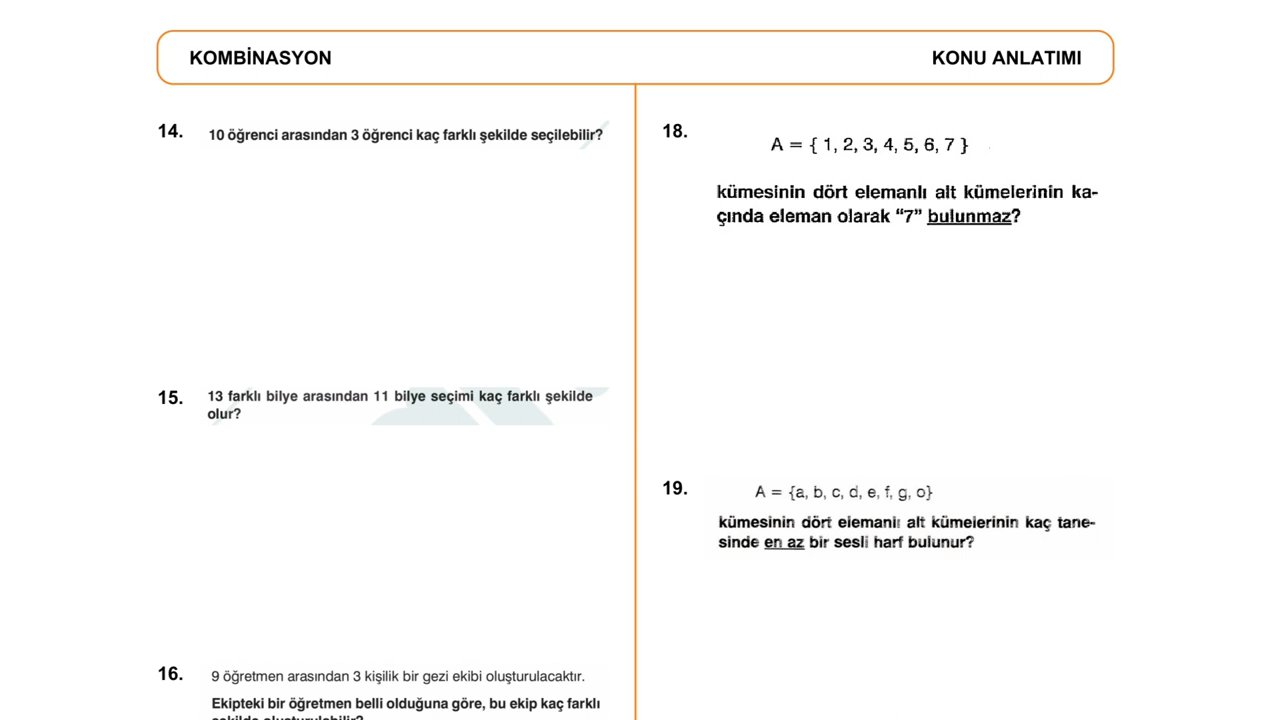 KOMBİNASYON
KONU ANLATIMI
14.
10 öğrenci arasından 3 öğrenci kaç farklı şekilde seçilebilir?
15.
13 farklı bilye arasından 11 bilye seçimi kaç farklı şekilde
olur?
16.
9 öğretmen arasından 3 kişilik bir gezi ekibi oluşturulacaktır.
Ekipteki bir öğretmen belli olduğuna göre, bu ekip kaç farklı
şekilde oluşturulabilir?
18.
A = { 1, 2, 3, 4, 5, 6, 7 }
kümesinin dört elemanlı alt kümelerinin ka-
çında eleman olarak “7” bulunmaz?
19.
A = {a, b, c, d, e, f, g, o}
kümesinin dört elemanlı alt kümelerinin kaç tane-
sinde en az bir sesli harf bulunur?